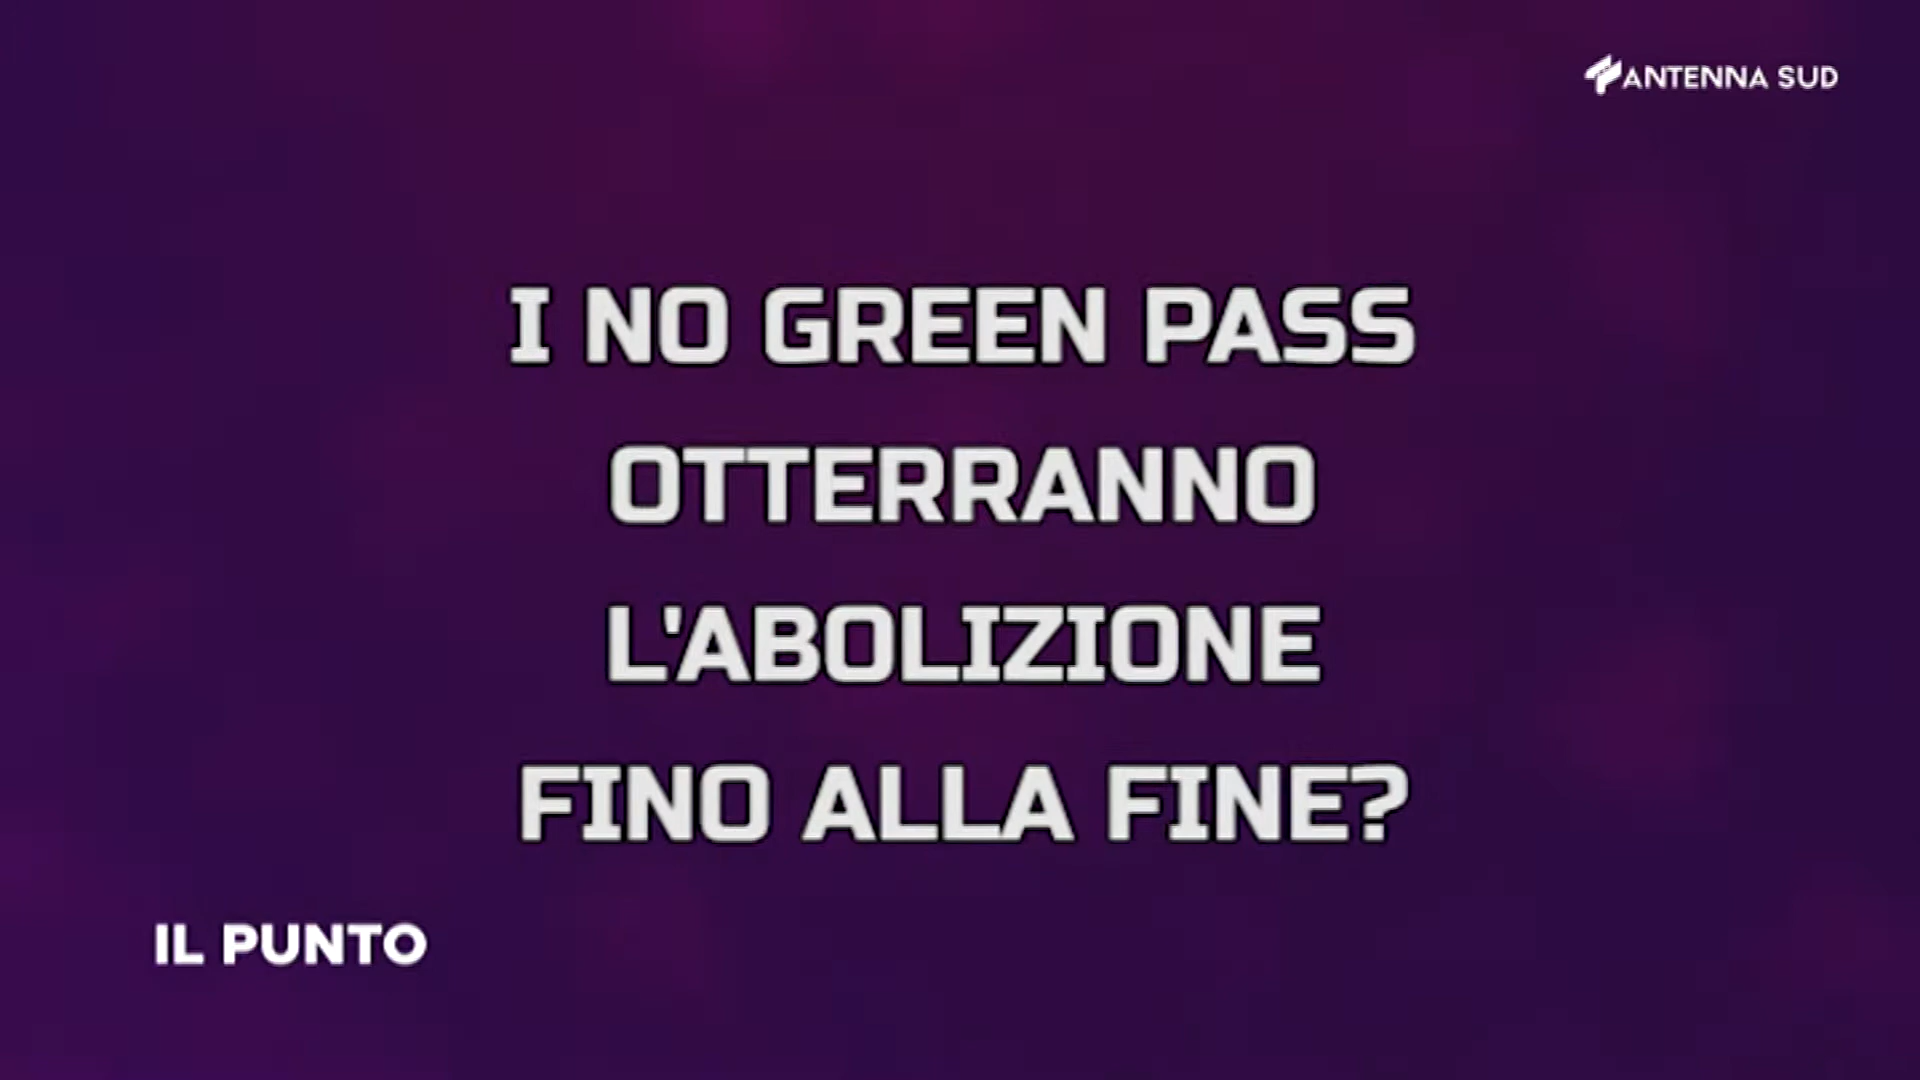 ANTENNA SUD
I NO GREEN PASS
OTTERRANNO
L'ABOLIZIONE
FINO ALLA FINE?
IL PUNTO